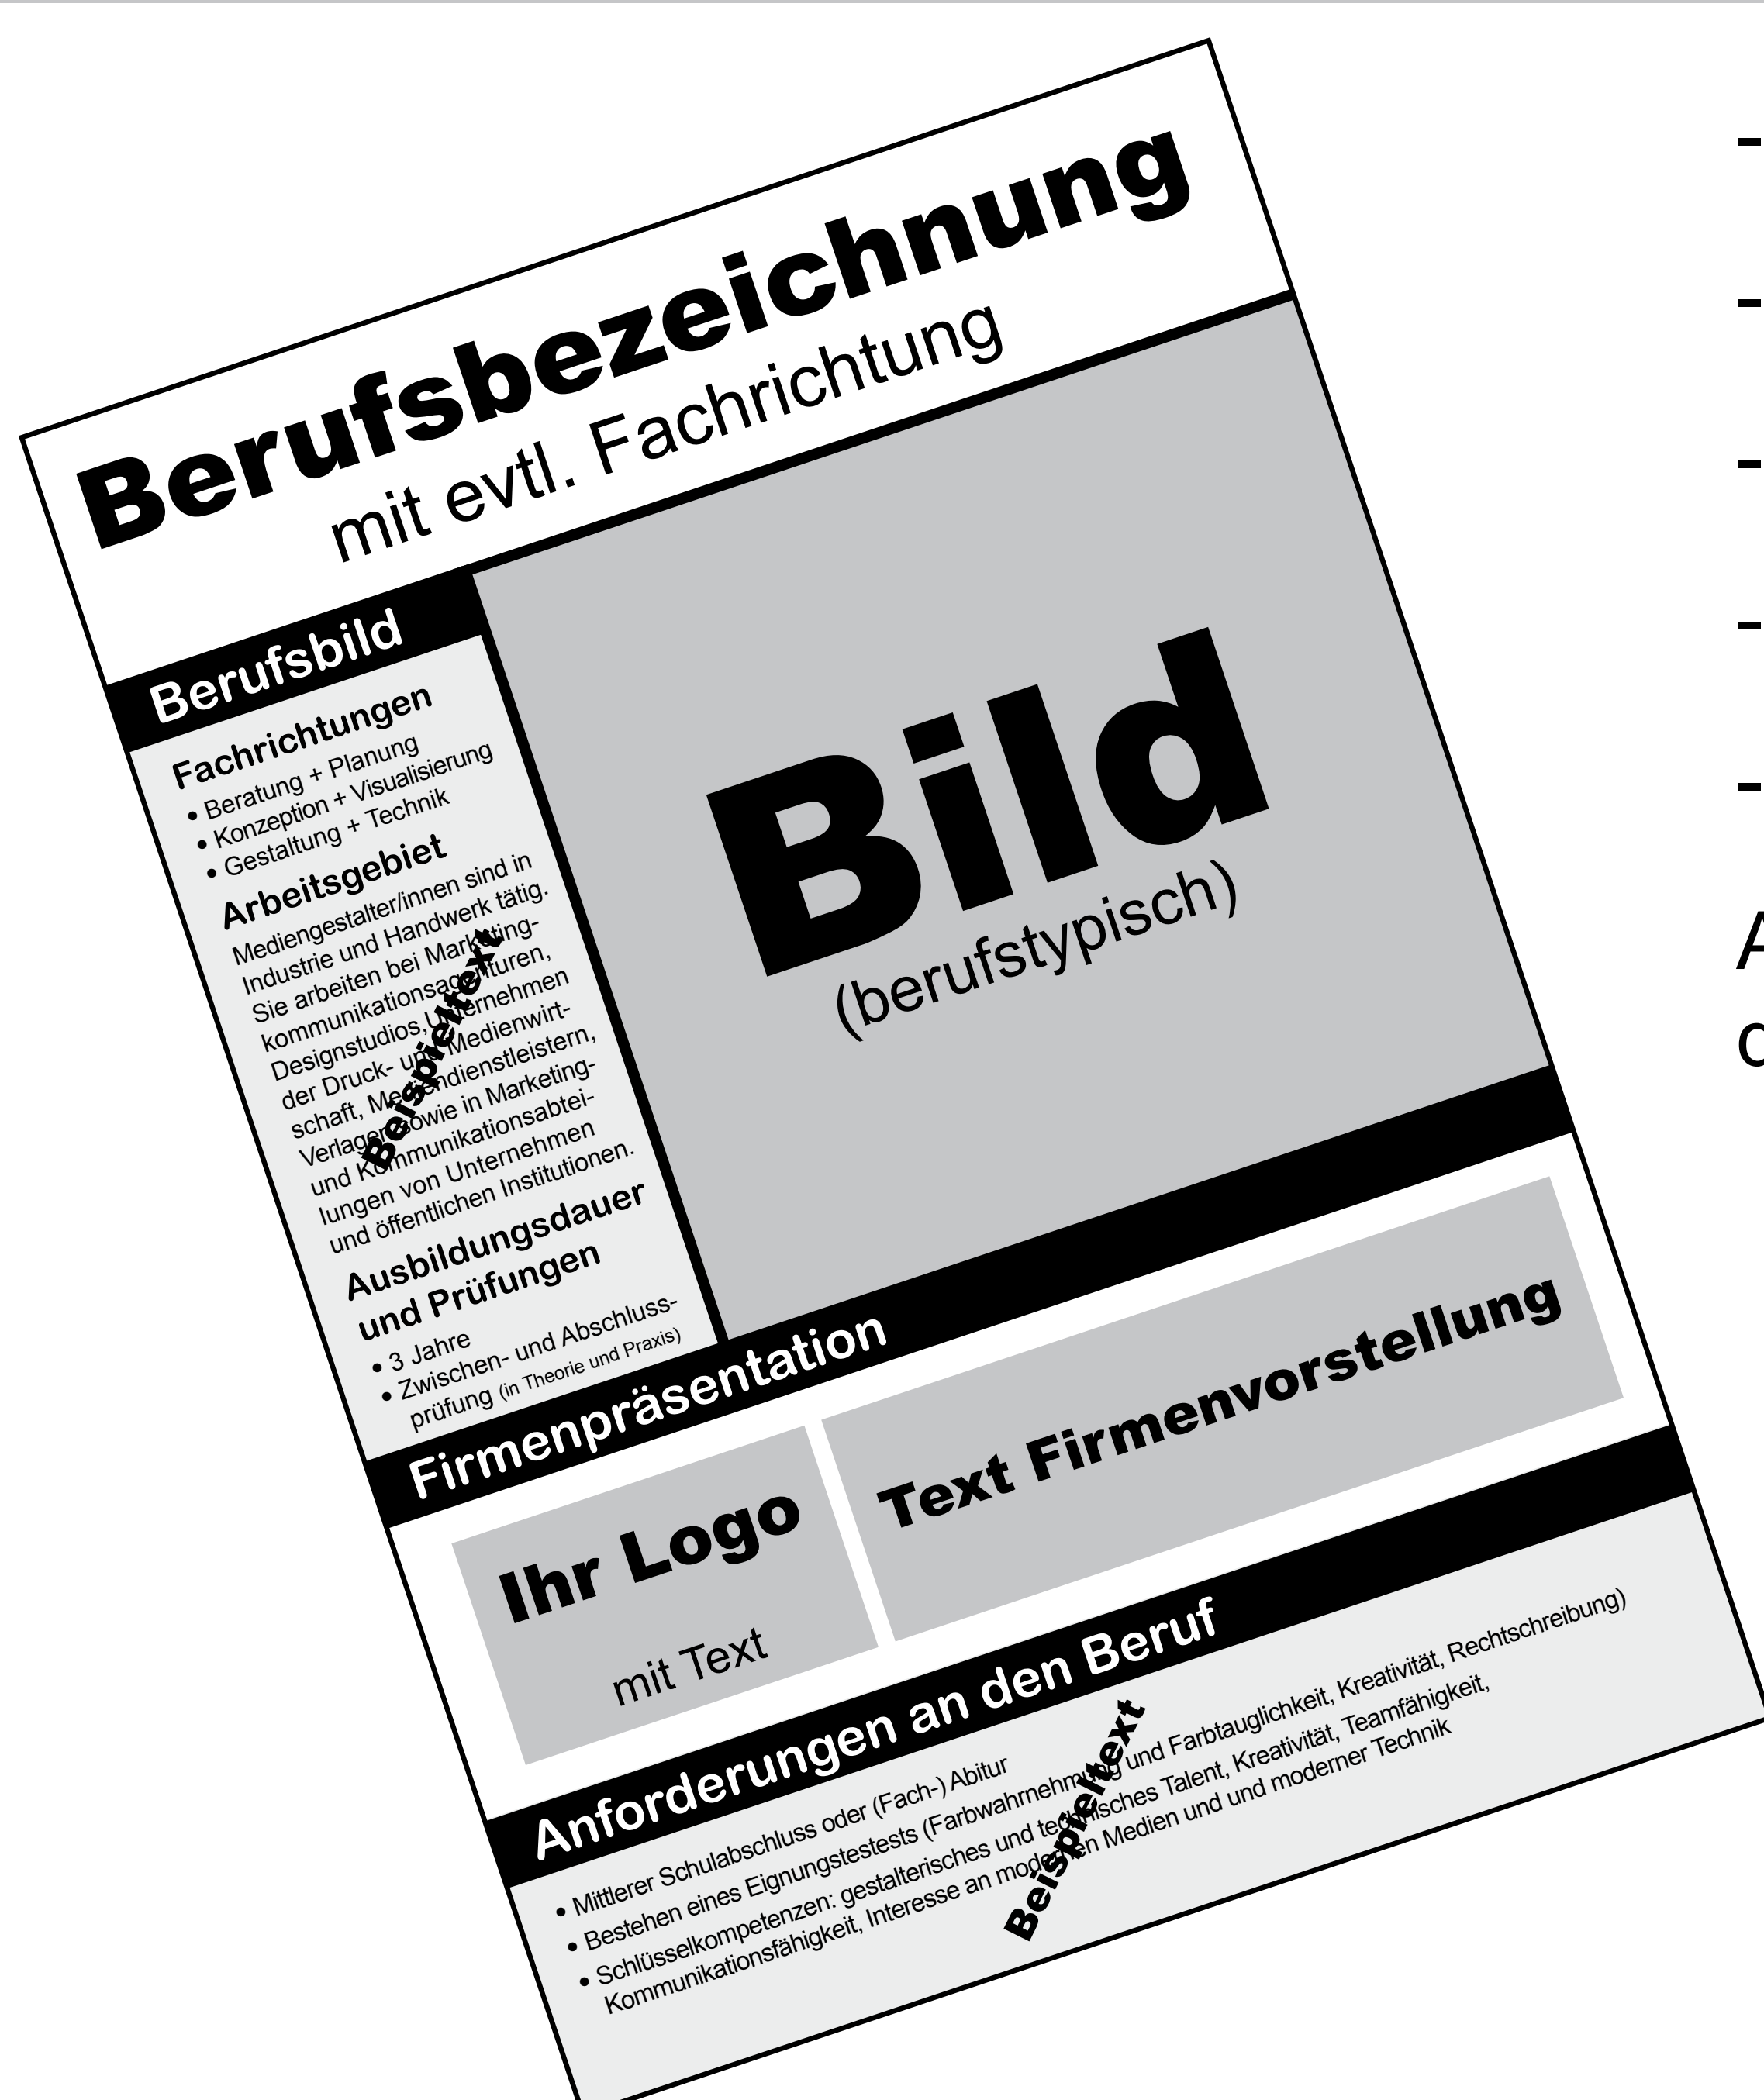 Berufsbezeichnung
mit evtl. Fachrichtung
Berufsbild
Fachrichtungen
• Beratung + Planung
• Konzeption + Visualisierung
• Gestaltung + Technik
Arbeitsgebiet
Mediengestalter/innen sind in
Industrie und Handwerk tätig.
Sie arbeiten bei Marketing-
kommunikationsagenturen,
Designstudios, Unternehmen
der Druck- und Medienwirt-
schaft, Mediendienstleistern,
Verlagen sowie in Marketing-
und Kommunikationsabtei-
lungen von Unternehmen
und öffentlichen Institutionen.
Beispieltext
Ausbildungsdauer
und Prüfungen
• 3 Jahre
• Zwischen- und Abschluss-
prüfung (in Theorie und Praxis)
Bild
(berufstypisch)
Firmenpräsentation
Ihr Logo
mit Text
Text Firmenvorstellung
Anforderungen an den Beruf
• Mittlerer Schulabschluss oder (Fach-) Abitur
• Bestehen eines Eignungstestests (Farbwahrnehmung und Farbtauglichkeit, Kreativität, Rechtschreibung)
• Schlüsselkompetenzen: gestalterisches und technisches Talent, Kreativität, Teamfähigkeit,
Kommunikationsfähigkeit, Interesse an modernen Medien und und moderner Technik
Beispieltext
-
-
-
-
-
A